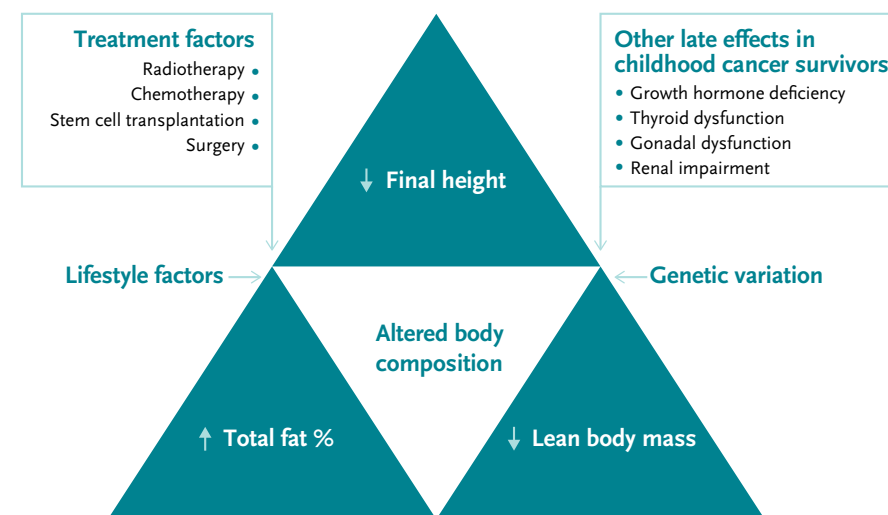 Treatment factors
Radiotherapy •
Chemotherapy •
Stem cell transplantation •
Surgery •
Other late effects in
childhood cancer survivors
• Growth hormone deficiency
• Thyroid dysfunction
• Gonadal dysfunction
• Renal impairment
↓ Final height
Lifestyle factors
Genetic variation
Altered body
composition
↑ Total fat %
↓ Lean body mass